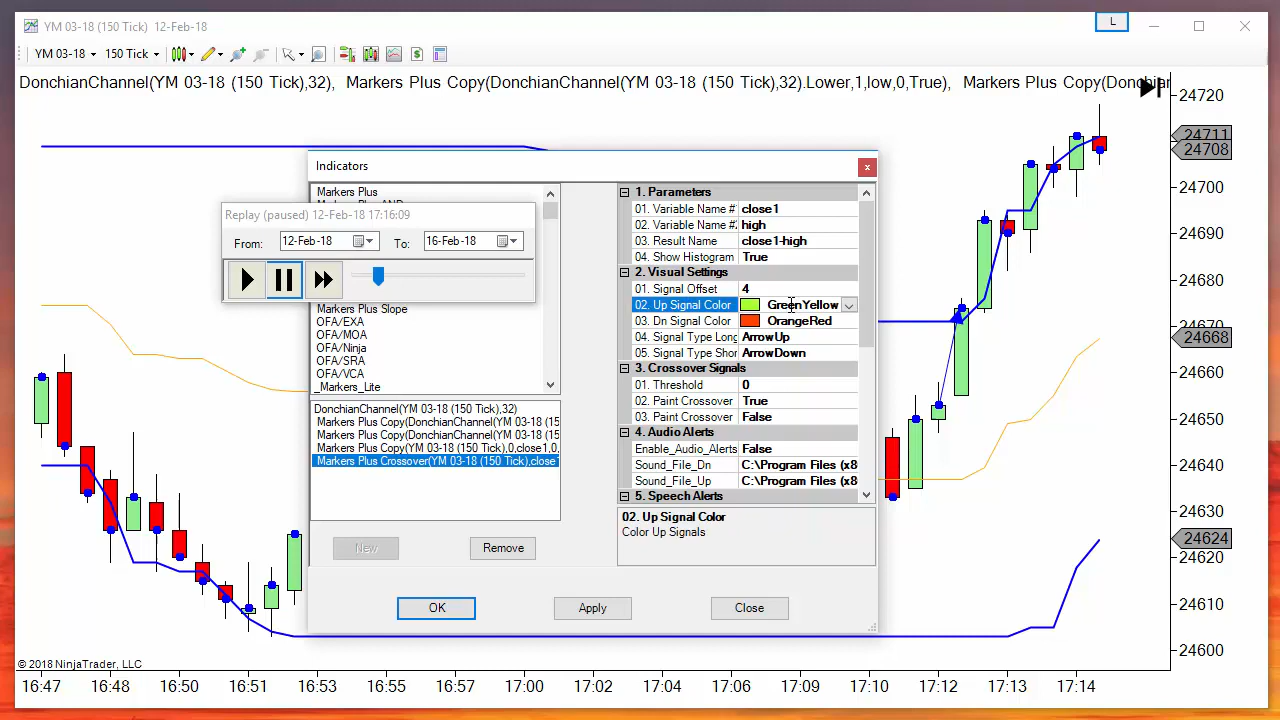 YM 03-18 (150 Tick) 12-Feb-18
L
YM 03-18
150 Tick
DonchianChannel(YM 03-18 (150 Tick),32), Markers Plus Copy(DonchianChannel(YM 03-18 (150 Tick),32).Lower,1,low,0,True), Markers Plus Copy(Donchian
Indicators
Markers Plus
Replay (paused) 12-Feb-18 17:16:09
From: 12-Feb-18 To: 16-Feb-18
Markers Plus Slope
OFA/EXA
OFA/MOA
OFA/Ninja
OFA/SRA
OFA/VCA
_Markers_Lite
DonchianChannel(YM 03-18 (150 Tick),32)
Markers Plus Copy(DonchianChannel(YM 03-18 (15
Markers Plus Copy(DonchianChannel(YM 03-18 (15
Markers Plus Copy(YM 03-18 (150 Tick),0,close1,0,
Markers Plus Crossover(YM 03-18 (150 Tick),close1
New
Remove
1. Parameters
01. Variable Name #1 close1
02. Variable Name #2 high
03. Result Name close1-high
04. Show Histogram True
2. Visual Settings
01. Signal Offset 4
02. Up Signal Color GreenYellow
03. Dn Signal Color OrangeRed
04. Signal Type Long ArrowUp
05. Signal Type Shor ArrowDown
3. Crossover Signals
01. Threshold 0
02. Paint Crossover True
03. Paint Crossover False
4. Audio Alerts
Enable_Audio_Alerts False
Sound_File_Dn C:\Program Files (x8
Sound_File_Up C:\Program Files (x8
5. Speech Alerts
02. Up Signal Color
Color Up Signals
OK
Apply
Close
24720
24711
24708
24700
24690
24680
24670
24668
24660
24650
24640
24630
24624
24620
24610
24600
© 2018 NinjaTrader, LLC
16:47 16:48 16:50 16:51 16:53 16:55 16:57 17:00 17:02 17:04 17:06 17:09 17:10 17:12 17:13 17:14